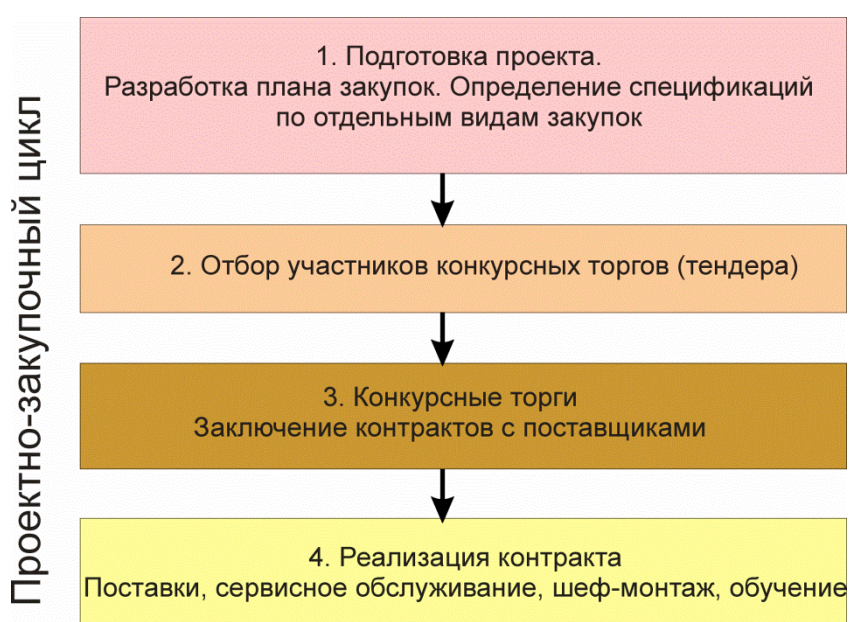 Проектно-закупочный цикл
1. Подготовка проекта.
Разработка плана закупок. Определение спецификаций
по отдельным видам закупок
2. Отбор участников конкурсных торгов (тендера)
3. Конкурсные торги
Заключение контрактов с поставщиками
4. Реализация контракта
Поставки, сервисное обслуживание, шеф-монтаж, обучение